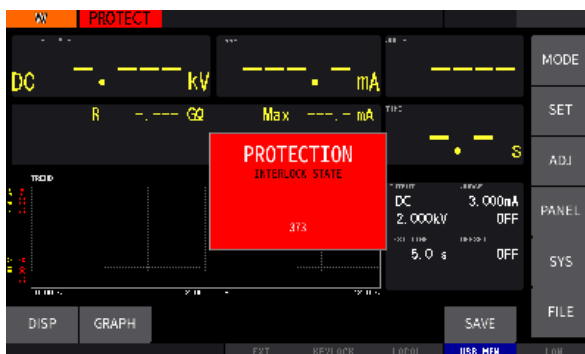 W PROTECT
DC -.--- kV
---.- mA
----
MODE
R -.--- GΩ Max ---.- mA
SET
-.- s
PROTECTION
INTERLOCK STATE
373
ADJ
TREND
DC 3.000mA
2.000kV OFF
PANEL
5.0 s OFF
SYS
FILE
DISP GRAPH SAVE
EXT KEYLOCK LOCAL USB MEM LAN